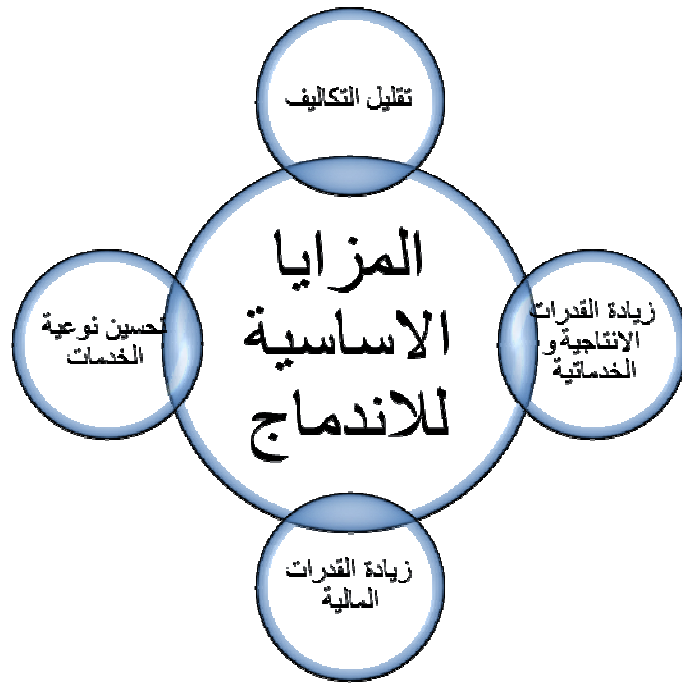 تقليل التكاليف
المزايا
الاساسية
للاندماج
زيادة القدرات
الانتاجية و
الخدماتية
تحسين نوعية
الخدمات
زيادة القدرات
المالية